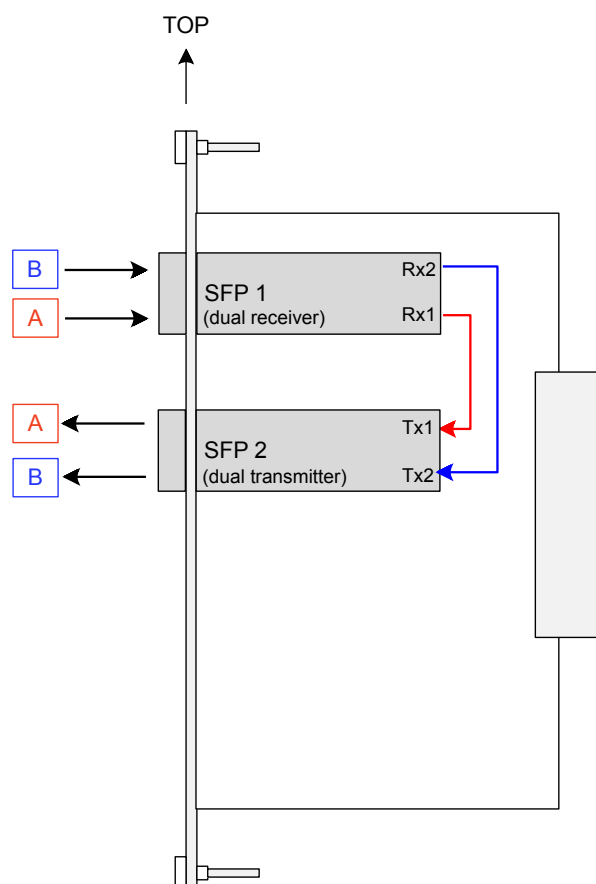 TOP
B
A
SFP 1
(dual receiver)
Rx2
Rx1
A
B
SFP 2
(dual transmitter)
Tx1
Tx2